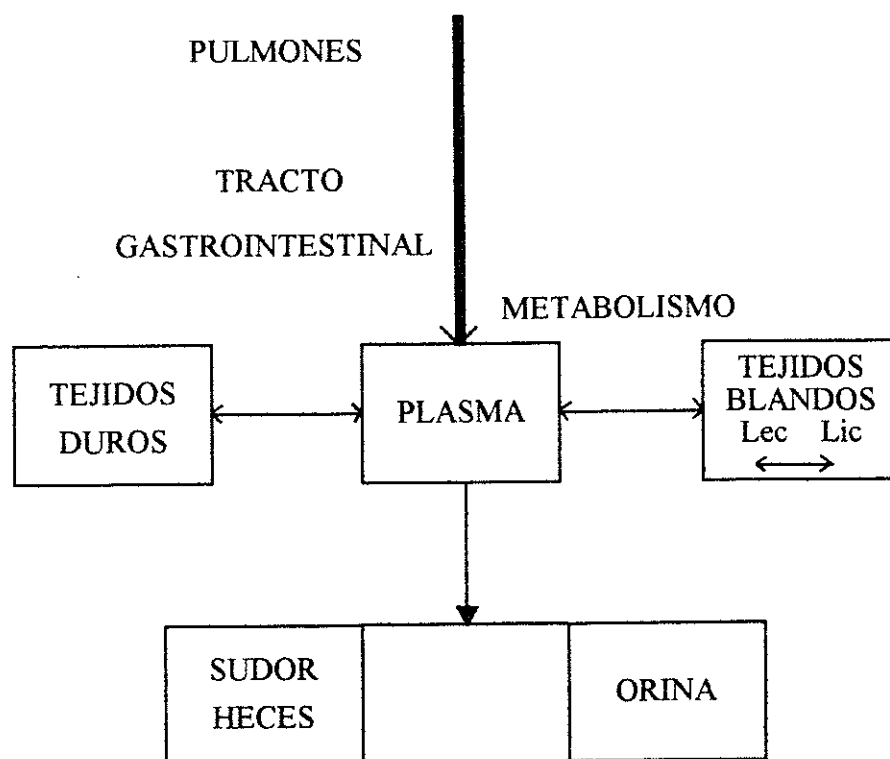 PULMONES
TRACTO
GASTROINTESTINAL
METABOLISMO
TEJIDOS
DUROS
PLASMA
TEJIDOS
BLANDOS
Lec Lic
SUDOR
HECES
ORINA